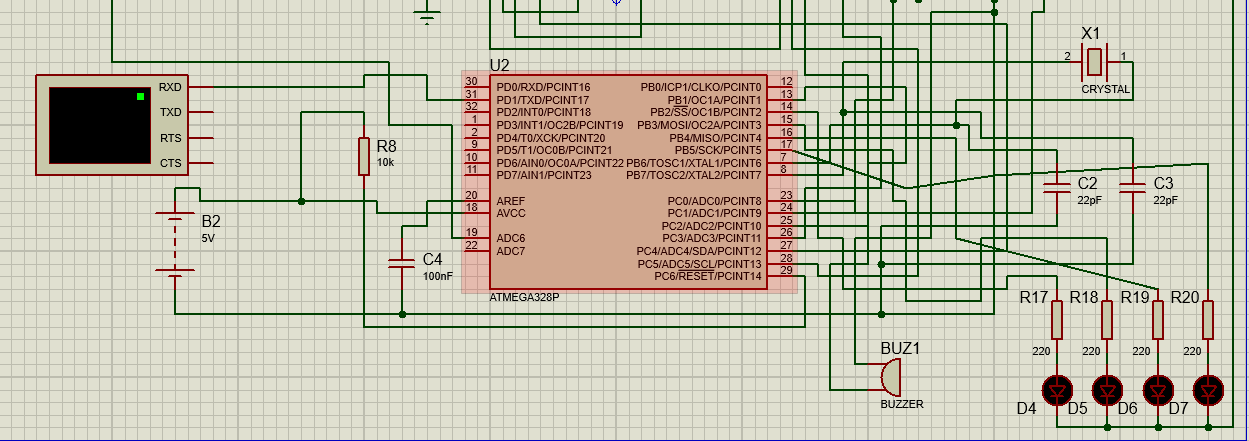 X1
2
1
CRYSTAL
RXD
TXD
RTS
CTS
B2
5V
R8
10k
C4
100nF
U2
30 PD0/RXD/PCINT16
31 PD1/TXD/PCINT17
32 PD2/INT0/PCINT18
1 PD3/INT1/OC2B/PCINT19
2 PD4/T0/XCK/PCINT20
9 PD5/T1/OC0B/PCINT21
10 PD6/AIN0/OC0A/PCINT22
11 PD7/AIN1/PCINT23
20 AREF
18 AVCC
19 ADC6
22 ADC7
PB0/ICP1/CLKO/PCINT0 12
PB1/OC1A/PCINT1 13
PB2/SS/OC1B/PCINT2 14
PB3/MOSI/OC2A/PCINT3 15
PB4/MISO/PCINT4 16
PB5/SCK/PCINT5 17
PB6/TOSC1/XTAL1/PCINT6 7
PB7/TOSC2/XTAL2/PCINT7 8
PC0/ADC0/PCINT8 23
PC1/ADC1/PCINT9 24
PC2/ADC2/PCINT10 25
PC3/ADC3/PCINT11 26
PC4/ADC4/SDA/PCINT12 27
PC5/ADC5/SCL/PCINT13 28
PC6/RESET/PCINT14 29
ATMEGA328P
C2
22pF
C3
22pF
BUZ1
BUZZER
R17
220
R18
220
R19
220
R20
220
D4
D5
D6
D7